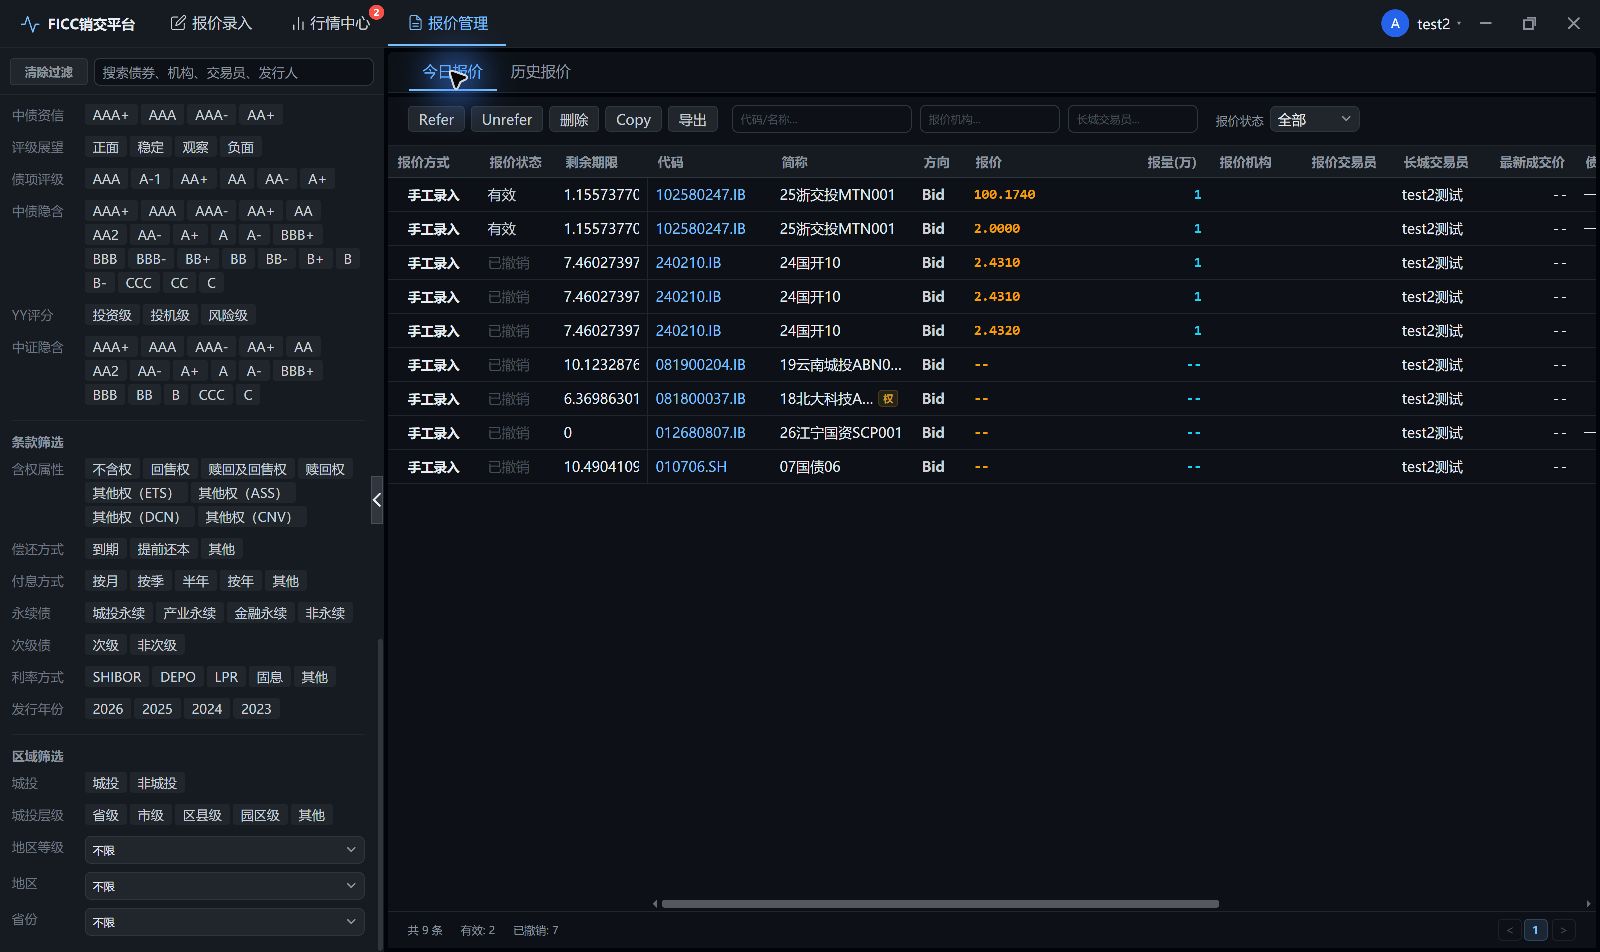 FICC销交平台 报价录入 行情中心 2 报价管理 A test2
清除过滤 搜索债券、机构、交易员、发行人
中债资信 AAA+ AAA AAA- AA+
评级展望 正面 稳定 观察 负面
债项评级 AAA A-1 AA+ AA AA- A+
中债隐含 AAA+ AAA AAA- AA+ AA
AA2 AA- A+ A A- BBB+
BBB BBB- BB+ BB BB- B+ B
B- CCC CC C
YY评分 投资级 投机级 风险级
中证隐含 AAA+ AAA AAA- AA+ AA
AA2 AA- A+ A A- BBB+
BBB BB B CCC C
条款筛选
含权属性 不含权 回售权 赎回及回售权 赎回权
其他权（ETS） 其他权（ASS）
其他权（DCN） 其他权（CNV）
偿还方式 到期 提前还本 其他
付息方式 按月 按季 半年 按年 其他
永续债 城投永续 产业永续 金融永续 非永续
次级债 次级 非次级
利率方式 SHIBOR DEPO LPR 固息 其他
发行年份 2026 2025 2024 2023
区域筛选
城投 城投 非城投
城投层级 省级 市级 区县级 园区级 其他
地区等级 不限
地区 不限
省份 不限
今日报价 历史报价
Refer Unrefer 删除 Copy 导出 代码/名称... 报价机构... 长城交易员... 报价状态 全部
报价方式 报价状态 剩余期限 代码 简称 方向 报价 报量(万) 报价机构 报价交易员 长城交易员 最新成交价 债
手工录入 有效 1.15573770 102580247.IB 25浙交投MTN001 Bid 100.1740 1 test2测试 -- —
手工录入 有效 1.15573770 102580247.IB 25浙交投MTN001 Bid 2.0000 1 test2测试 -- —
手工录入 已撤销 7.46027397 240210.IB 24国开10 Bid 2.4310 1 test2测试 --
手工录入 已撤销 7.46027397 240210.IB 24国开10 Bid 2.4310 1 test2测试 --
手工录入 已撤销 7.46027397 240210.IB 24国开10 Bid 2.4320 1 test2测试 --
手工录入 已撤销 10.1232876 081900204.IB 19云南城投ABN0... Bid -- -- test2测试 --
手工录入 已撤销 6.36986301 081800037.IB 18北大科技A... 权 Bid -- -- test2测试 --
手工录入 已撤销 0 012680807.IB 26江宁国资SCP001 Bid -- -- test2测试 -- —
手工录入 已撤销 10.4904109 010706.SH 07国债06 Bid -- -- test2测试 --
共 9 条 有效: 2 已撤销: 7 < 1 >